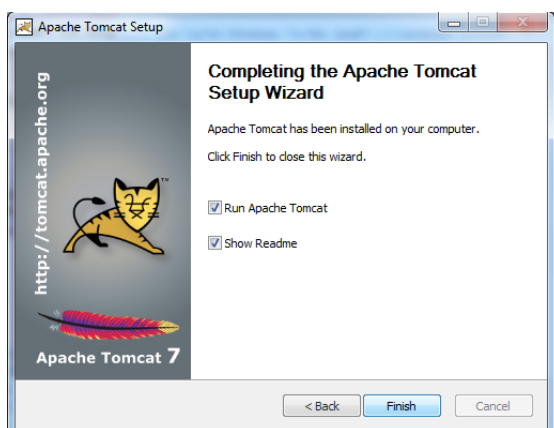 Apache Tomcat Setup
http://tomcat.apache.org
TM
Apache Tomcat 7
Completing the Apache Tomcat
Setup Wizard
Apache Tomcat has been installed on your computer.
Click Finish to close this wizard.
Run Apache Tomcat
Show Readme
< Back
Finish
Cancel